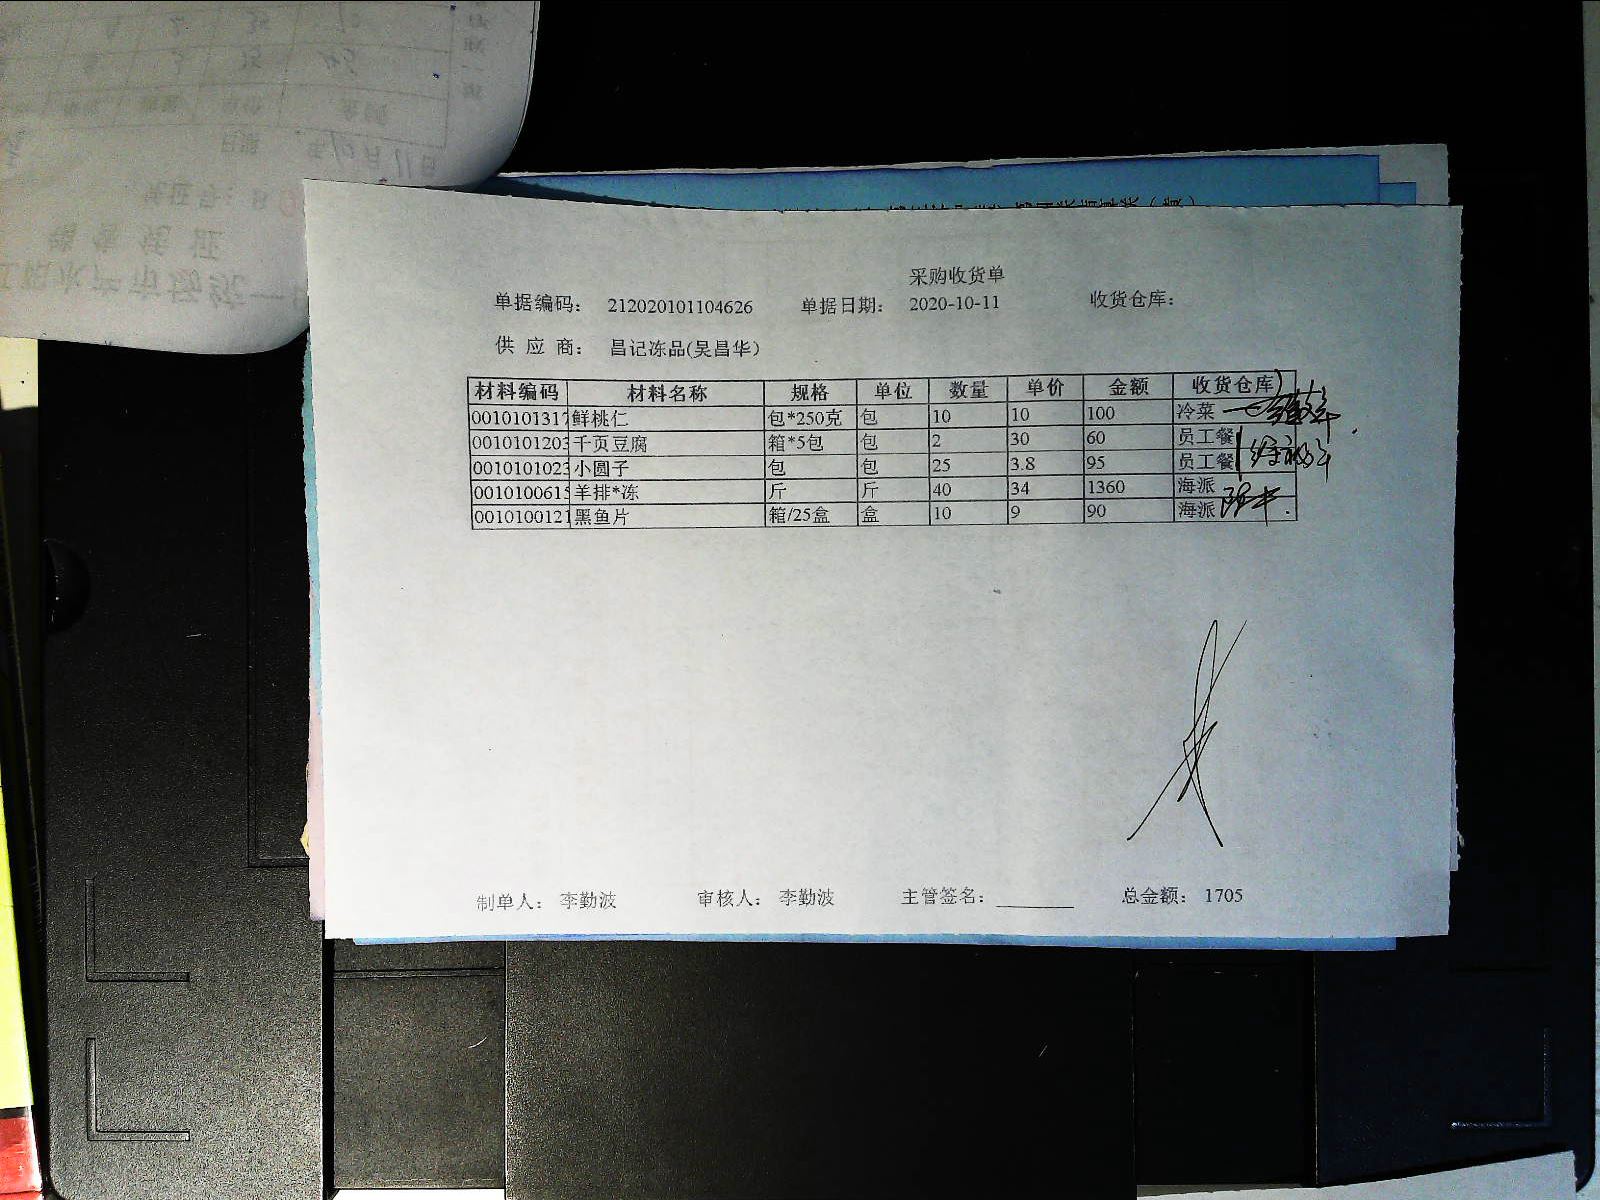 采购收货单
单据编码： 212020101104626 单据日期： 2020-10-11 收货仓库：
供 应 商： 昌记冻品(吴昌华）
材料编码 材料名称 规格 单位 数量 单价 金额 收货仓库
0010101317 鲜桃仁 包*250克 包 10 10 100 冷菜
0010101203 千页豆腐 箱*5包 包 2 30 60 员工餐
0010101023 小圆子 包 包 25 3.8 95 员工餐
0010100615 羊排*冻 斤 斤 40 34 1360 海派
0010100121 黑鱼片 箱/25盒 盒 10 9 90 海派
制单人： 李勤波 审核人： 李勤波 主管签名： 总金额： 1705